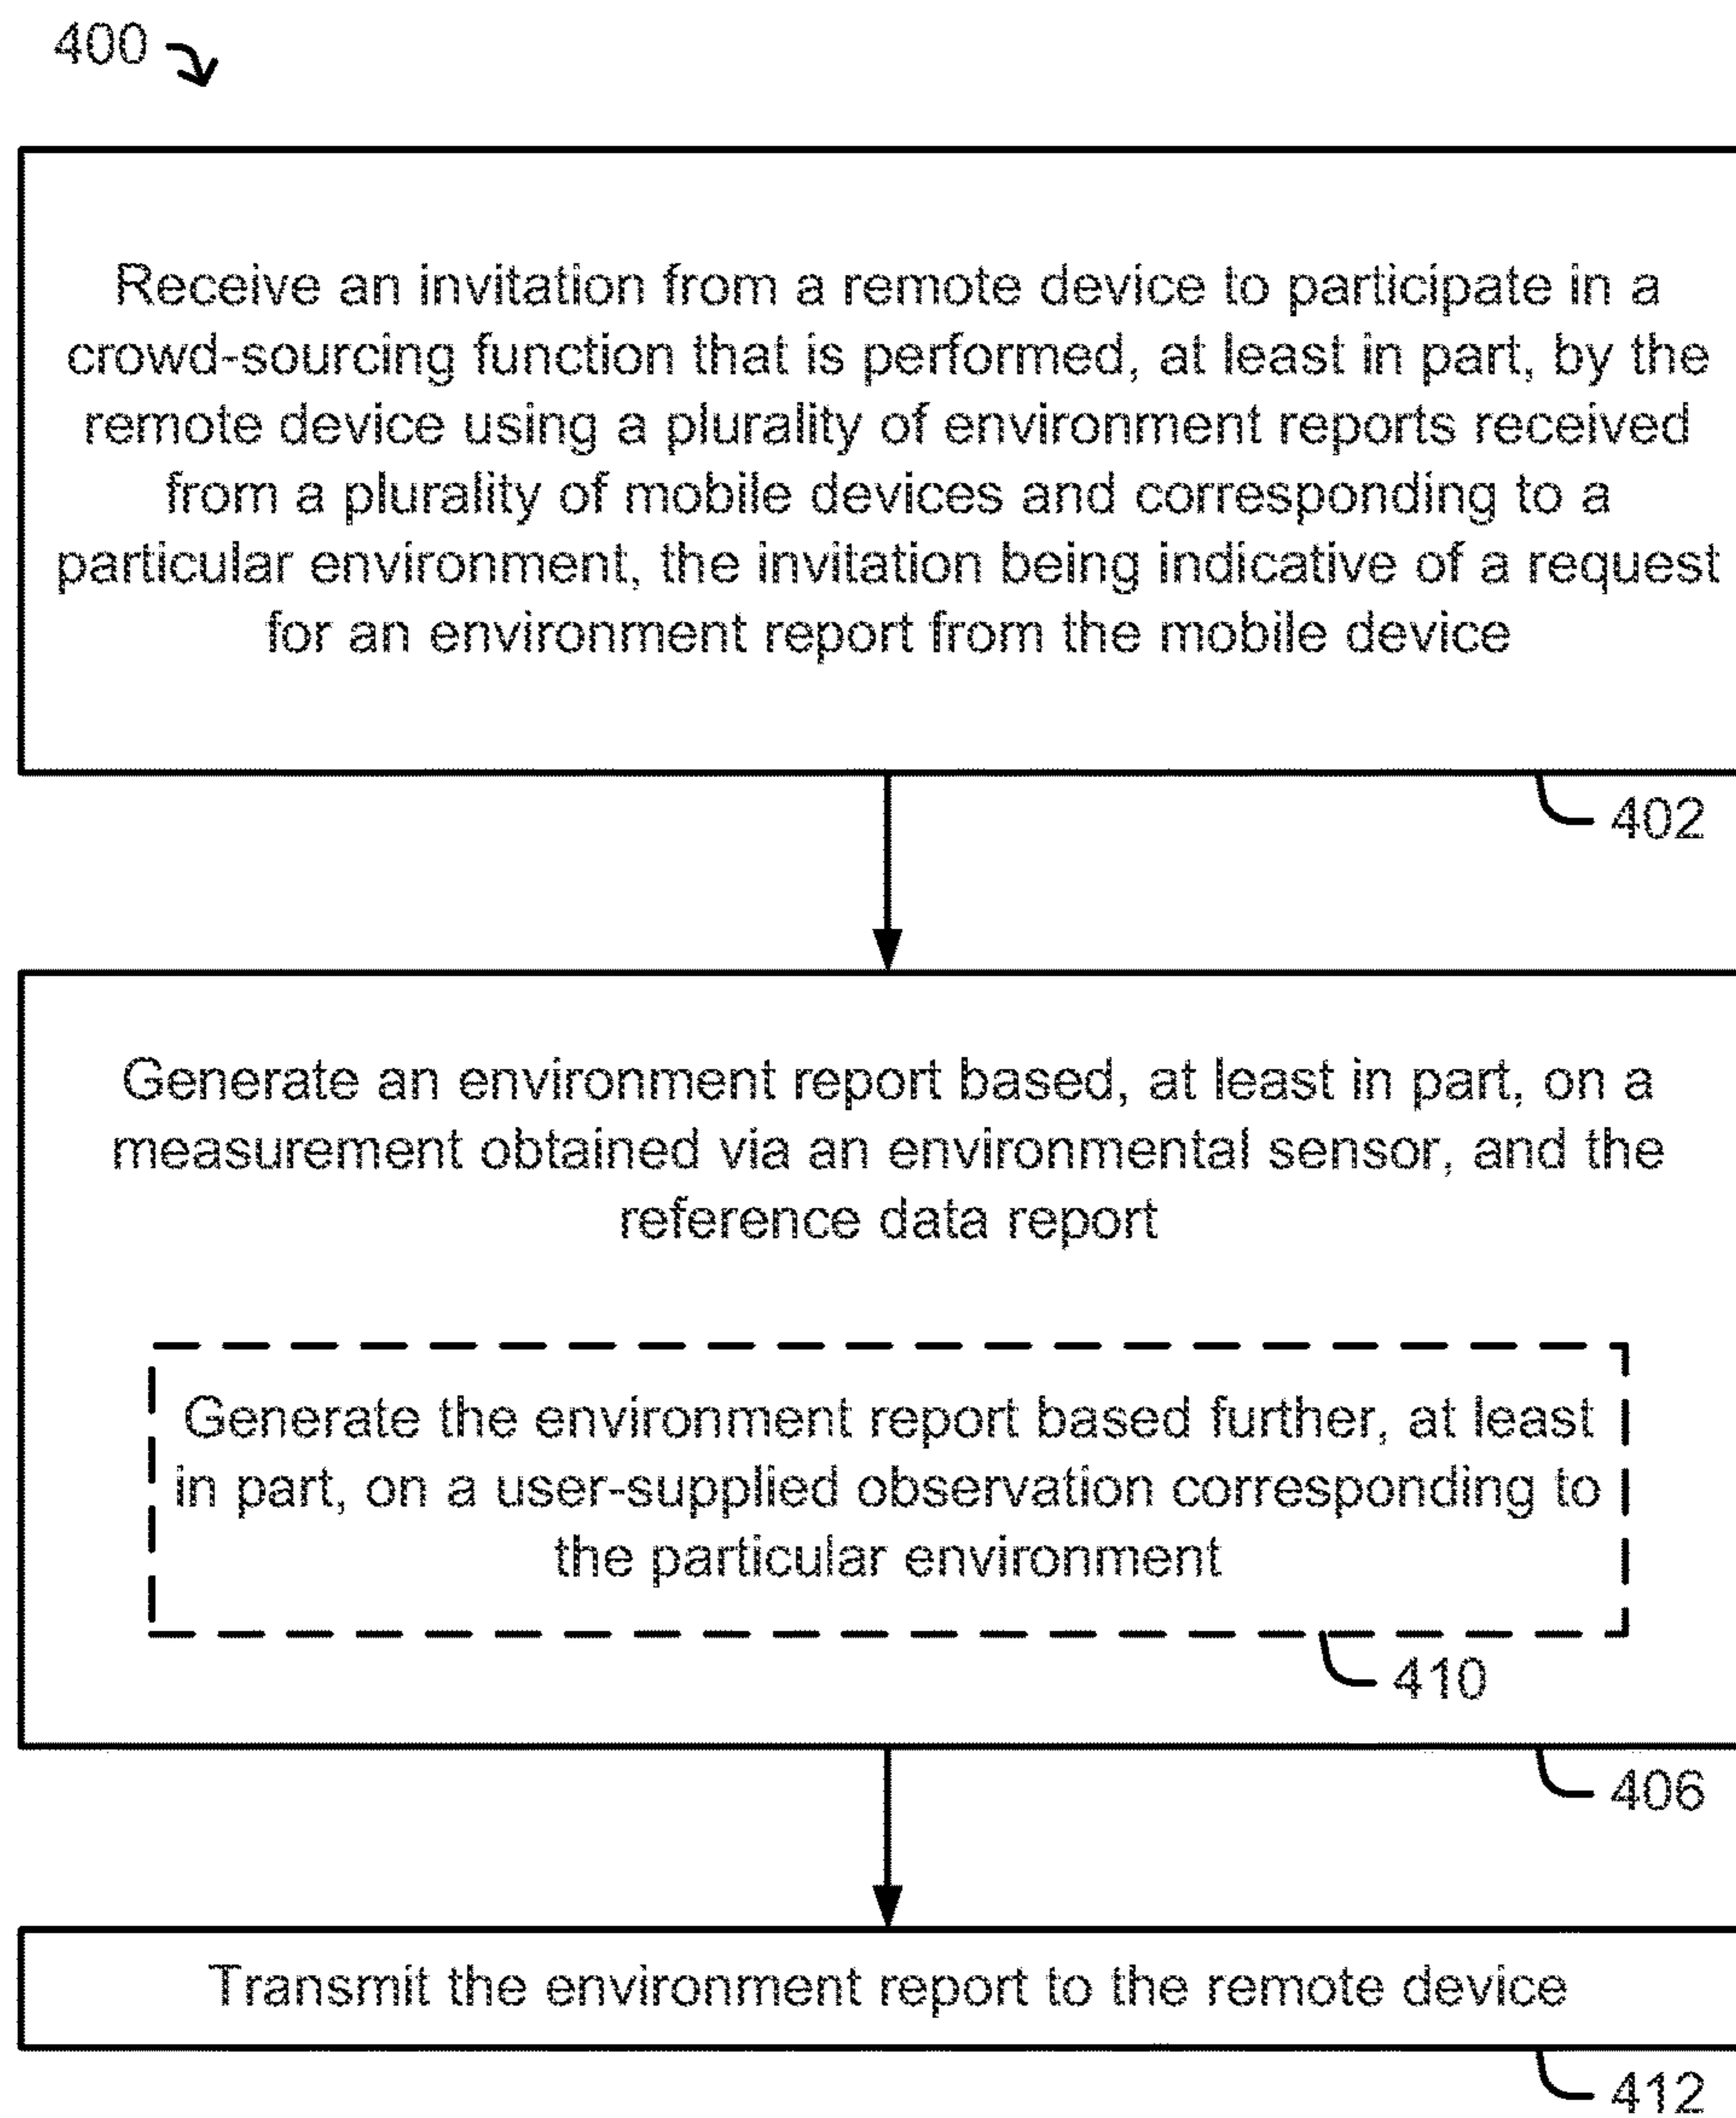 400
Receive an invitation from a remote device to participate in a
crowd-sourcing function that is performed, at least in part, by the
remote device using a plurality of environment reports received
from a plurality of mobile devices and corresponding to a
particular environment, the invitation being indicative of a request
for an environment report from the mobile device
402
Generate an environment report based, at least in part, on a
measurement obtained via an environmental sensor, and the
reference data report
Generate the environment report based further, at least
in part, on a user-supplied observation corresponding to
the particular environment
410
406
Transmit the environment report to the remote device
412